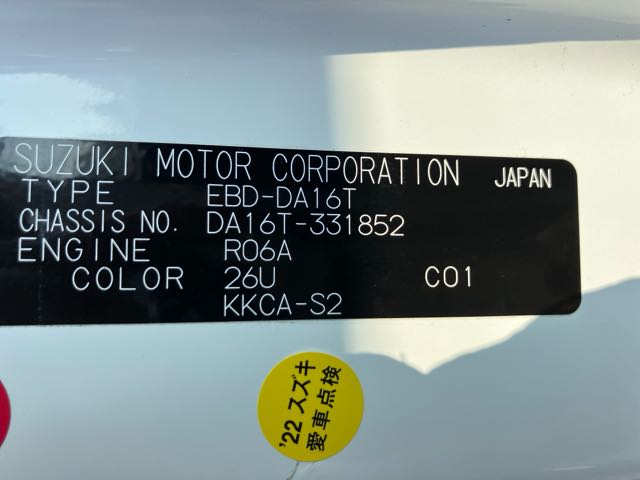 SUZUKI MOTOR CORPORATION JAPAN
TYPE EBD-DA16T
CHASSIS NO. DA16T-331852
ENGINE R06A
COLOR 26U C01
KKCA-S2
'22 スズキ
愛車点検